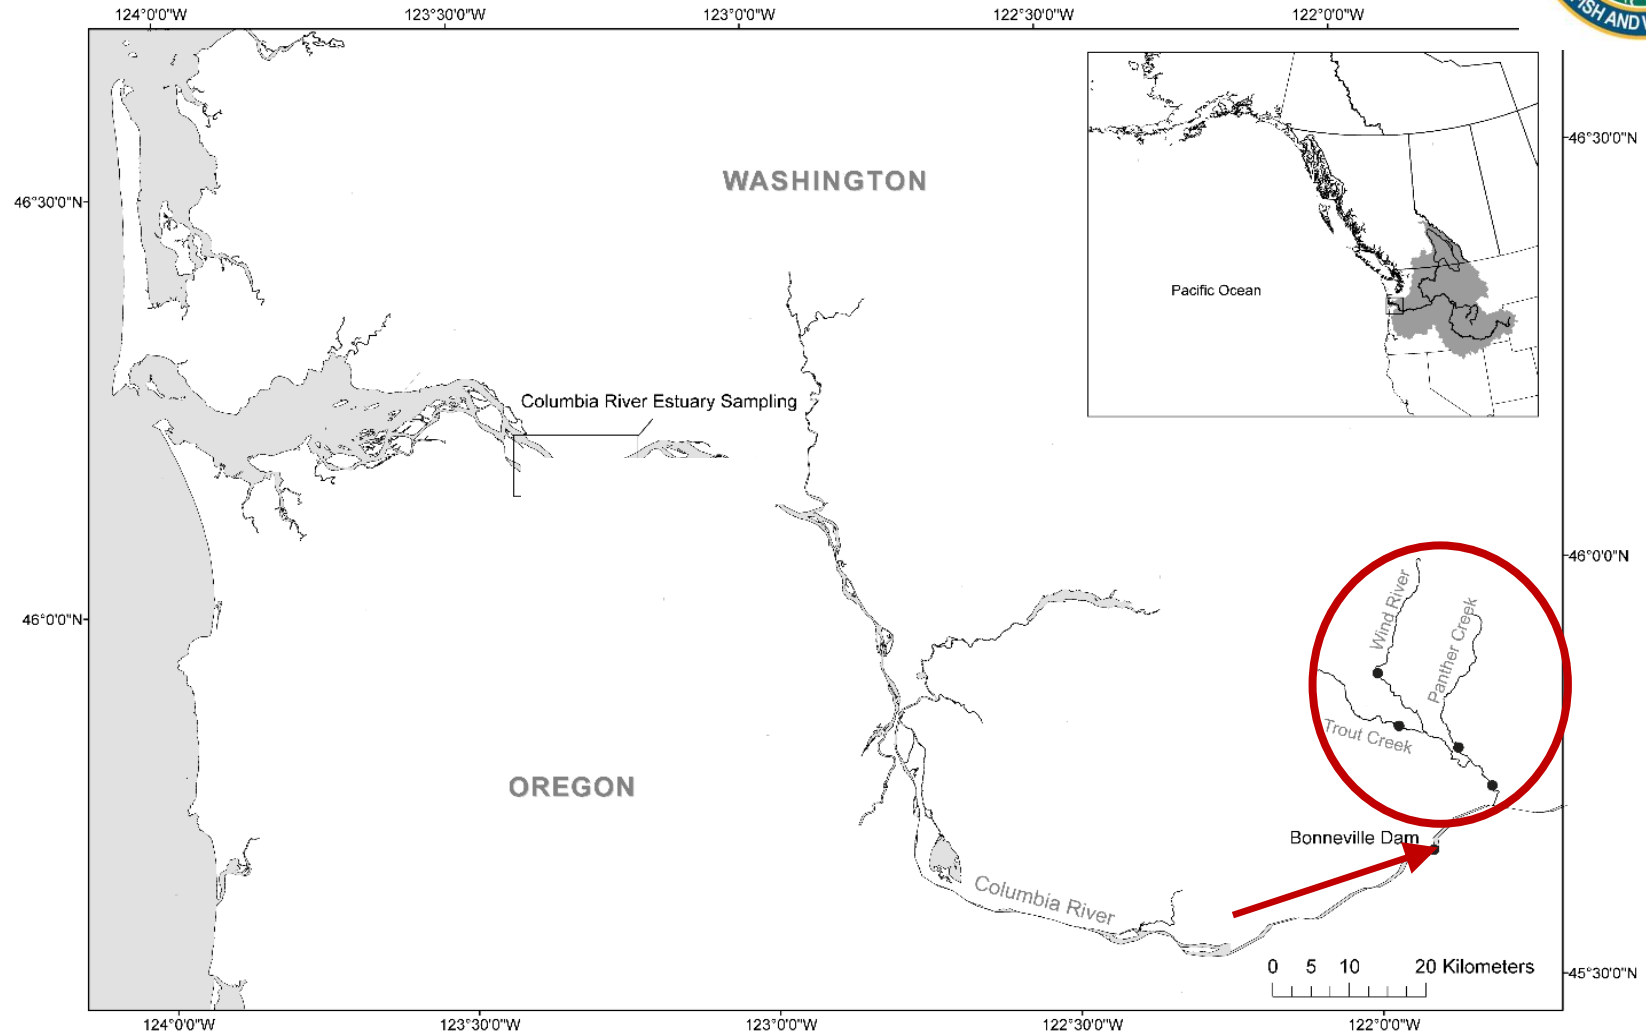 124°0'0"W
123°30'0"W
123°0'0"W
122°30'0"W
122°0'0"W
FISH AND
46°30'0"N
WASHINGTON
46°30'0"N
Pacific Ocean
Columbia River Estuary Sampling
46°0'0"N
Wind River
Panther Creek
46°0'0"N
Trout Creek
OREGON
Bonneville Dam
Columbia River
0 5 10 20 Kilometers
45°30'0"N
124°0'0"W
123°30'0"W
123°0'0"W
122°30'0"W
122°0'0"W